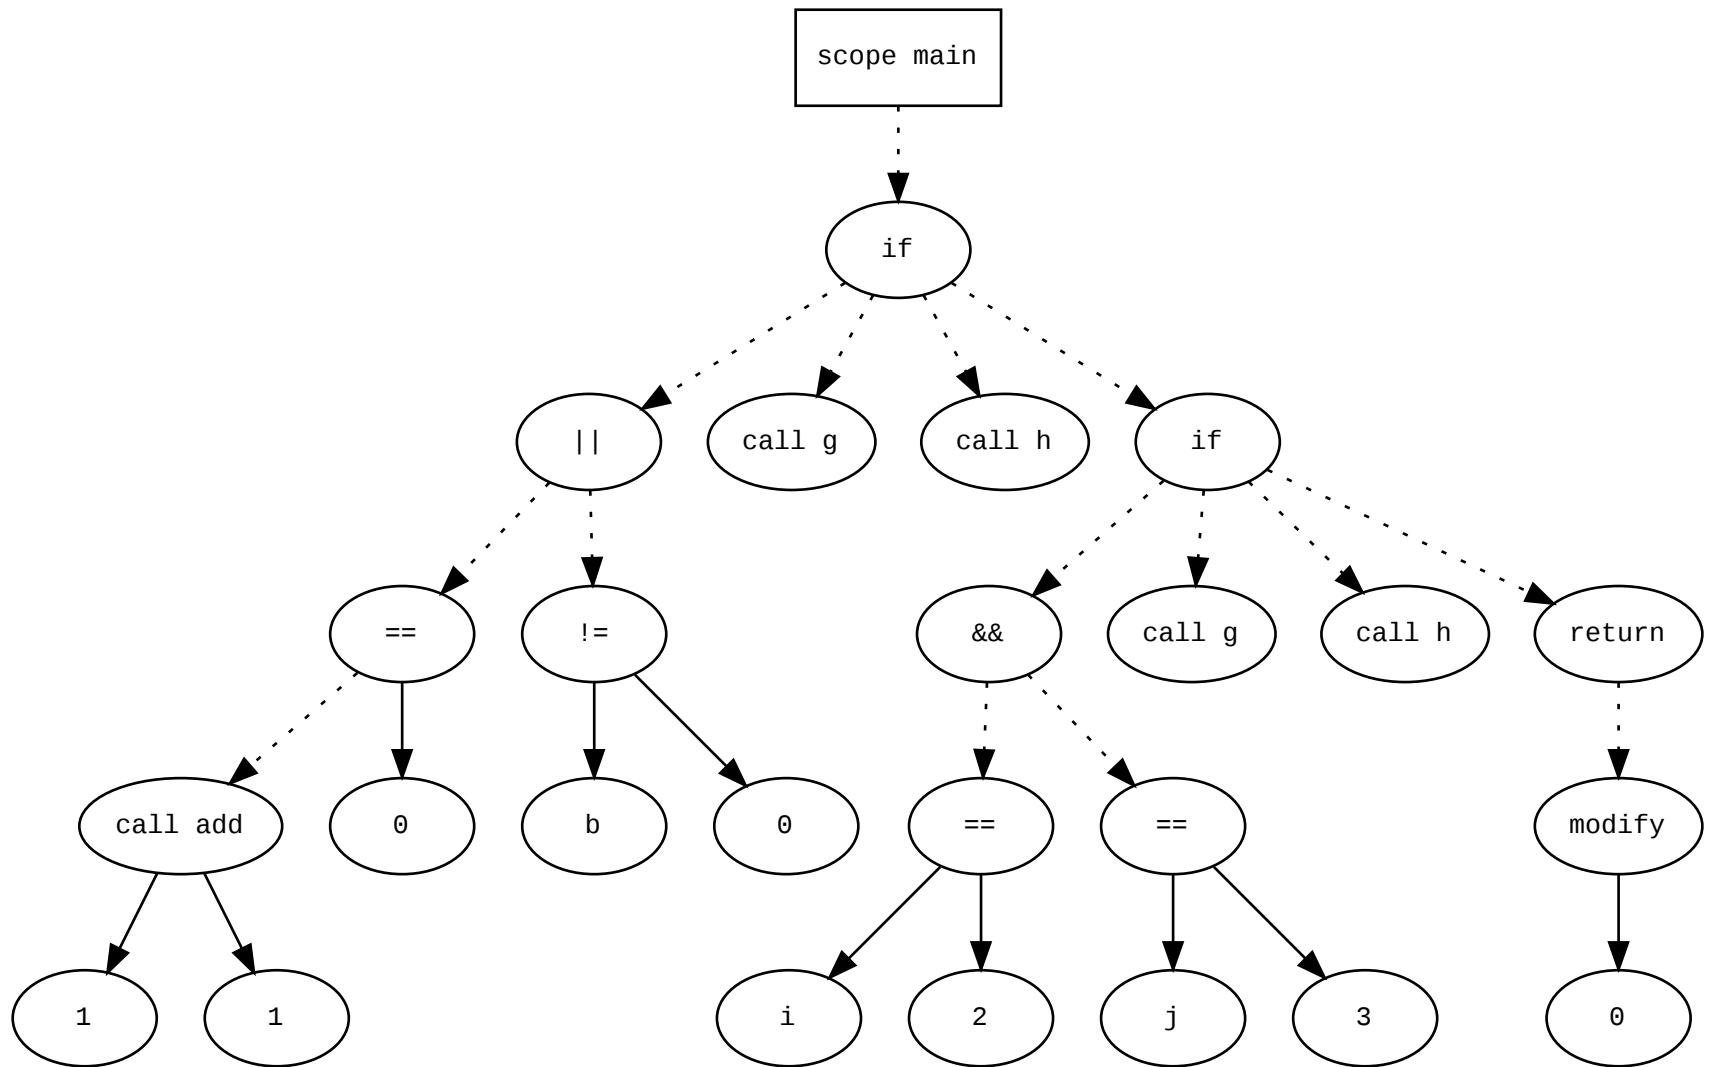 scope main
if
||
call g
call h
if
==
!=
&&
call g
call h
return
call add
0
b
0
==
==
modify
1
1
i
2
j
3
0